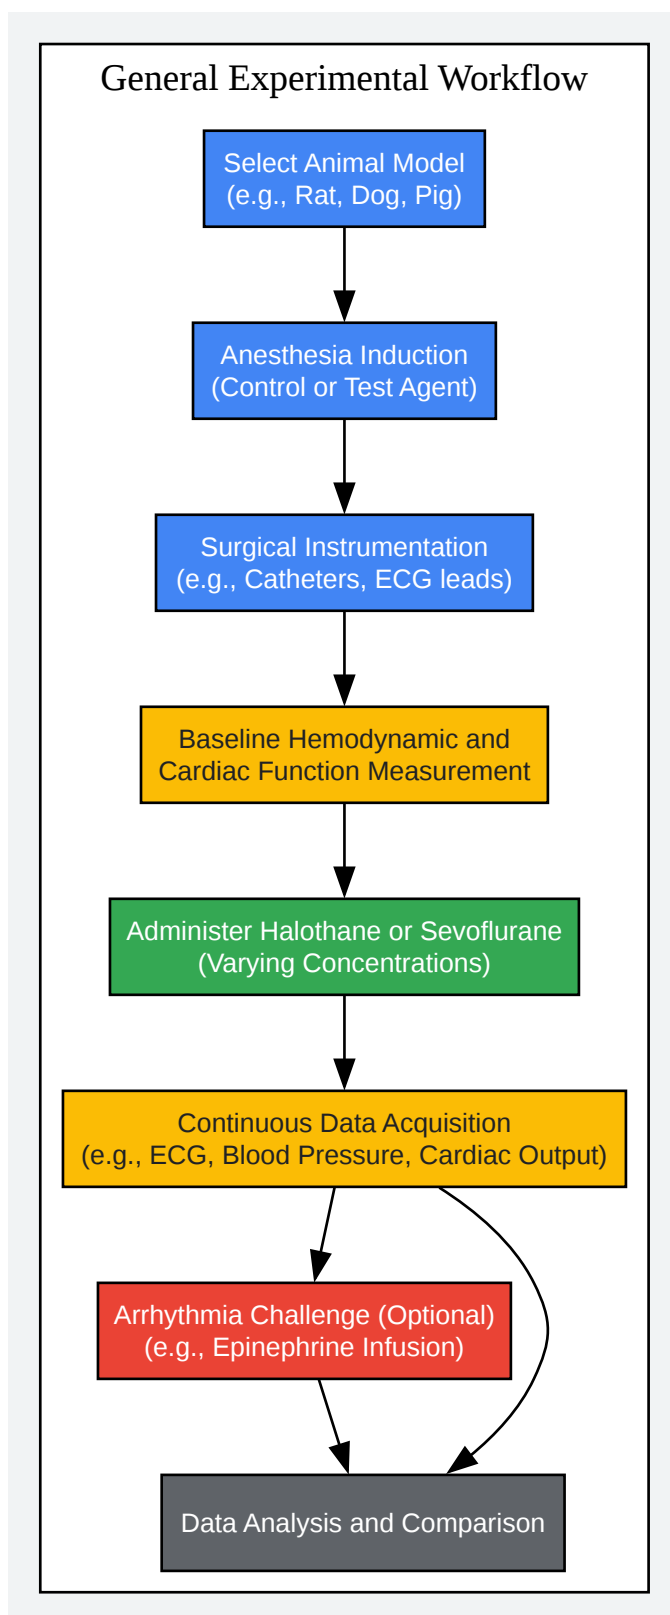 General Experimental Workflow
Select Animal Model
(e.g., Rat, Dog, Pig)
Anesthesia Induction
(Control or Test Agent)
Surgical Instrumentation
(e.g., Catheters, ECG leads)
Baseline Hemodynamic and
Cardiac Function Measurement
Administer Halothane or Sevoflurane
(Varying Concentrations)
Continuous Data Acquisition
(e.g., ECG, Blood Pressure, Cardiac Output)
Arrhythmia Challenge (Optional)
(e.g., Epinephrine Infusion)
Data Analysis and Comparison